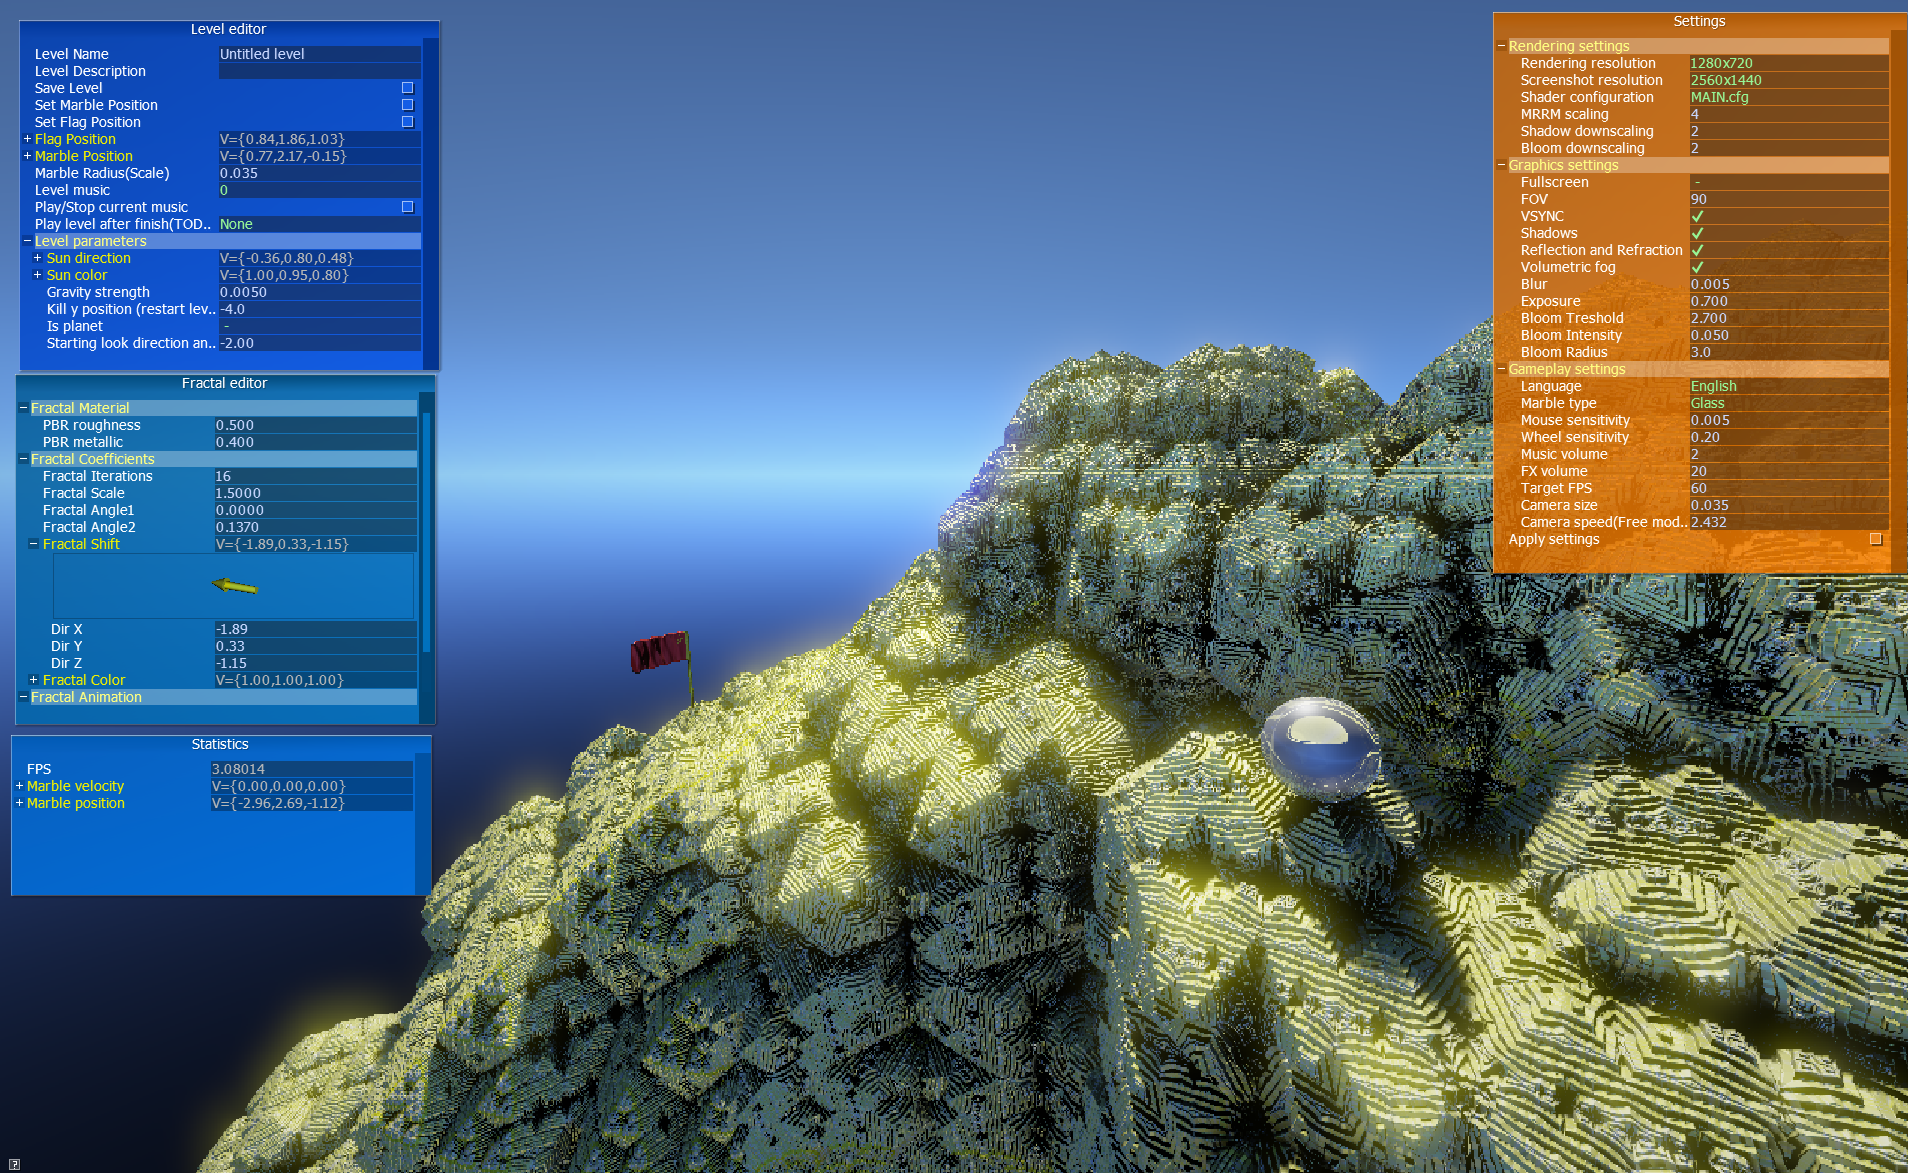 Level editor
Level Name Untitled level
Level Description
Save Level
Set Marble Position
Set Flag Position
+ Flag Position V={0.84,1.86,1.03}
+ Marble Position V={0.77,2.17,-0.15}
Marble Radius(Scale) 0.035
Level music 0
Play/Stop current music
Play level after finish(TOD.. None
− Level parameters
+ Sun direction V={-0.36,0.80,0.48}
+ Sun color V={1.00,0.95,0.80}
Gravity strength 0.0050
Kill y position (restart lev.. -4.0
Is planet -
Starting look direction an.. -2.00
Fractal editor
− Fractal Material
PBR roughness 0.500
PBR metallic 0.400
− Fractal Coefficients
Fractal Iterations 16
Fractal Scale 1.5000
Fractal Angle1 0.0000
Fractal Angle2 0.1370
− Fractal Shift V={-1.89,0.33,-1.15}
Dir X -1.89
Dir Y 0.33
Dir Z -1.15
+ Fractal Color V={1.00,1.00,1.00}
− Fractal Animation
Statistics
FPS 3.08014
+ Marble velocity V={0.00,0.00,0.00}
+ Marble position V={-2.96,2.69,-1.12}
?
Settings
− Rendering settings
Rendering resolution 1280x720
Screenshot resolution 2560x1440
Shader configuration MAIN.cfg
MRRM scaling 4
Shadow downscaling 2
Bloom downscaling 2
− Graphics settings
Fullscreen -
FOV 90
VSYNC ✓
Shadows ✓
Reflection and Refraction ✓
Volumetric fog ✓
Blur 0.005
Exposure 0.700
Bloom Treshold 2.700
Bloom Intensity 0.050
Bloom Radius 3.0
− Gameplay settings
Language English
Marble type Glass
Mouse sensitivity 0.005
Wheel sensitivity 0.20
Music volume 2
FX volume 20
Target FPS 60
Camera size 0.035
Camera speed(Free mod.. 2.432
Apply settings